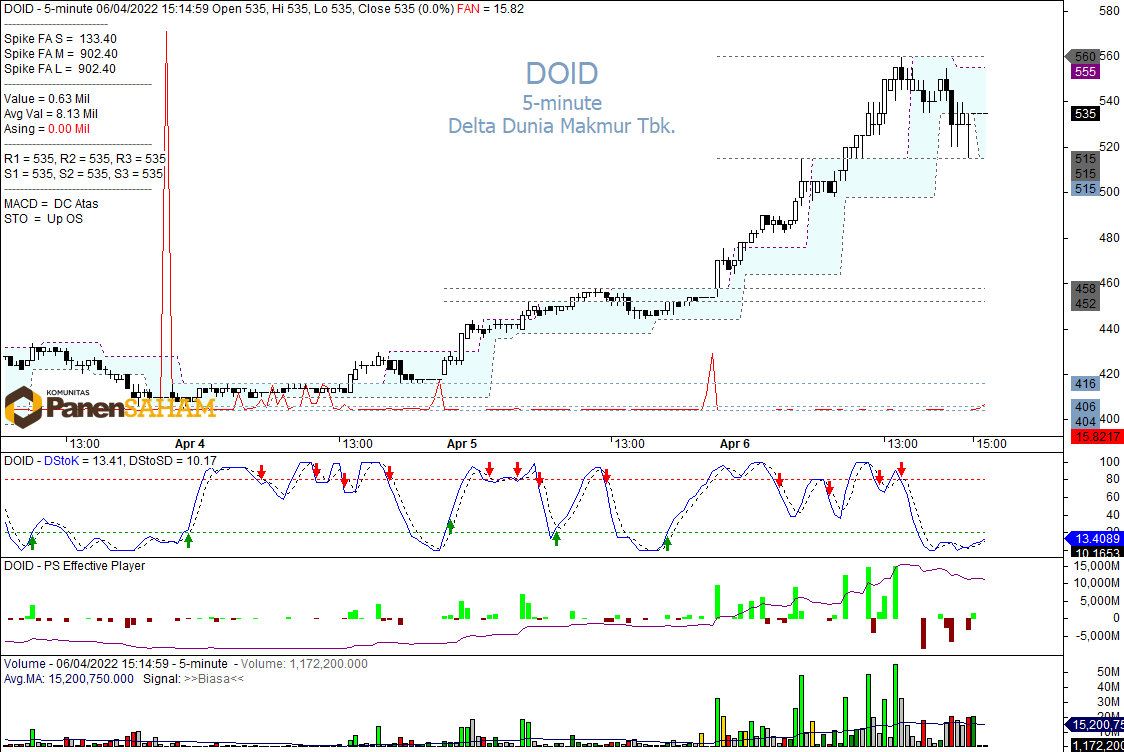 DOID - 5-minute 06/04/2022 15:14:59 Open 535, Hi 535, Lo 535, Close 535 (0.0%) FAN = 15.82
Spike FA S = 133.40
Spike FA M = 902.40
Spike FA L = 902.40
Value = 0.63 Mil
Avg Val = 8.13 Mil
Asing = 0.00 Mil
R1 = 535, R2 = 535, R3 = 535
S1 = 535, S2 = 535, S3 = 535
MACD = DC Atas
STO = Up OS
DOID
5-minute
Delta Dunia Makmur Tbk.
KOMUNITAS
PanenSAHAM
580
560 560
555
540
535
520
515
515
515 500
480
460
458
452
440
420
416
406
404 400
15.8217
13:00 Apr 4 13:00 Apr 5 13:00 Apr 6 13:00 15:00
DOID - DStoK = 13.41, DStoSD = 10.17
100
80
60
40
20
13.4089
10.1653
DOID - PS Effective Player
15,000M
10,000M
5,000M
0
-5,000M
Volume - 06/04/2022 15:14:59 - 5-minute - Volume: 1,172,200.000
Avg.MA: 15,200,750.000 Signal: >>Biasa<<
50M
40M
30M
15,200,75
1,172,200